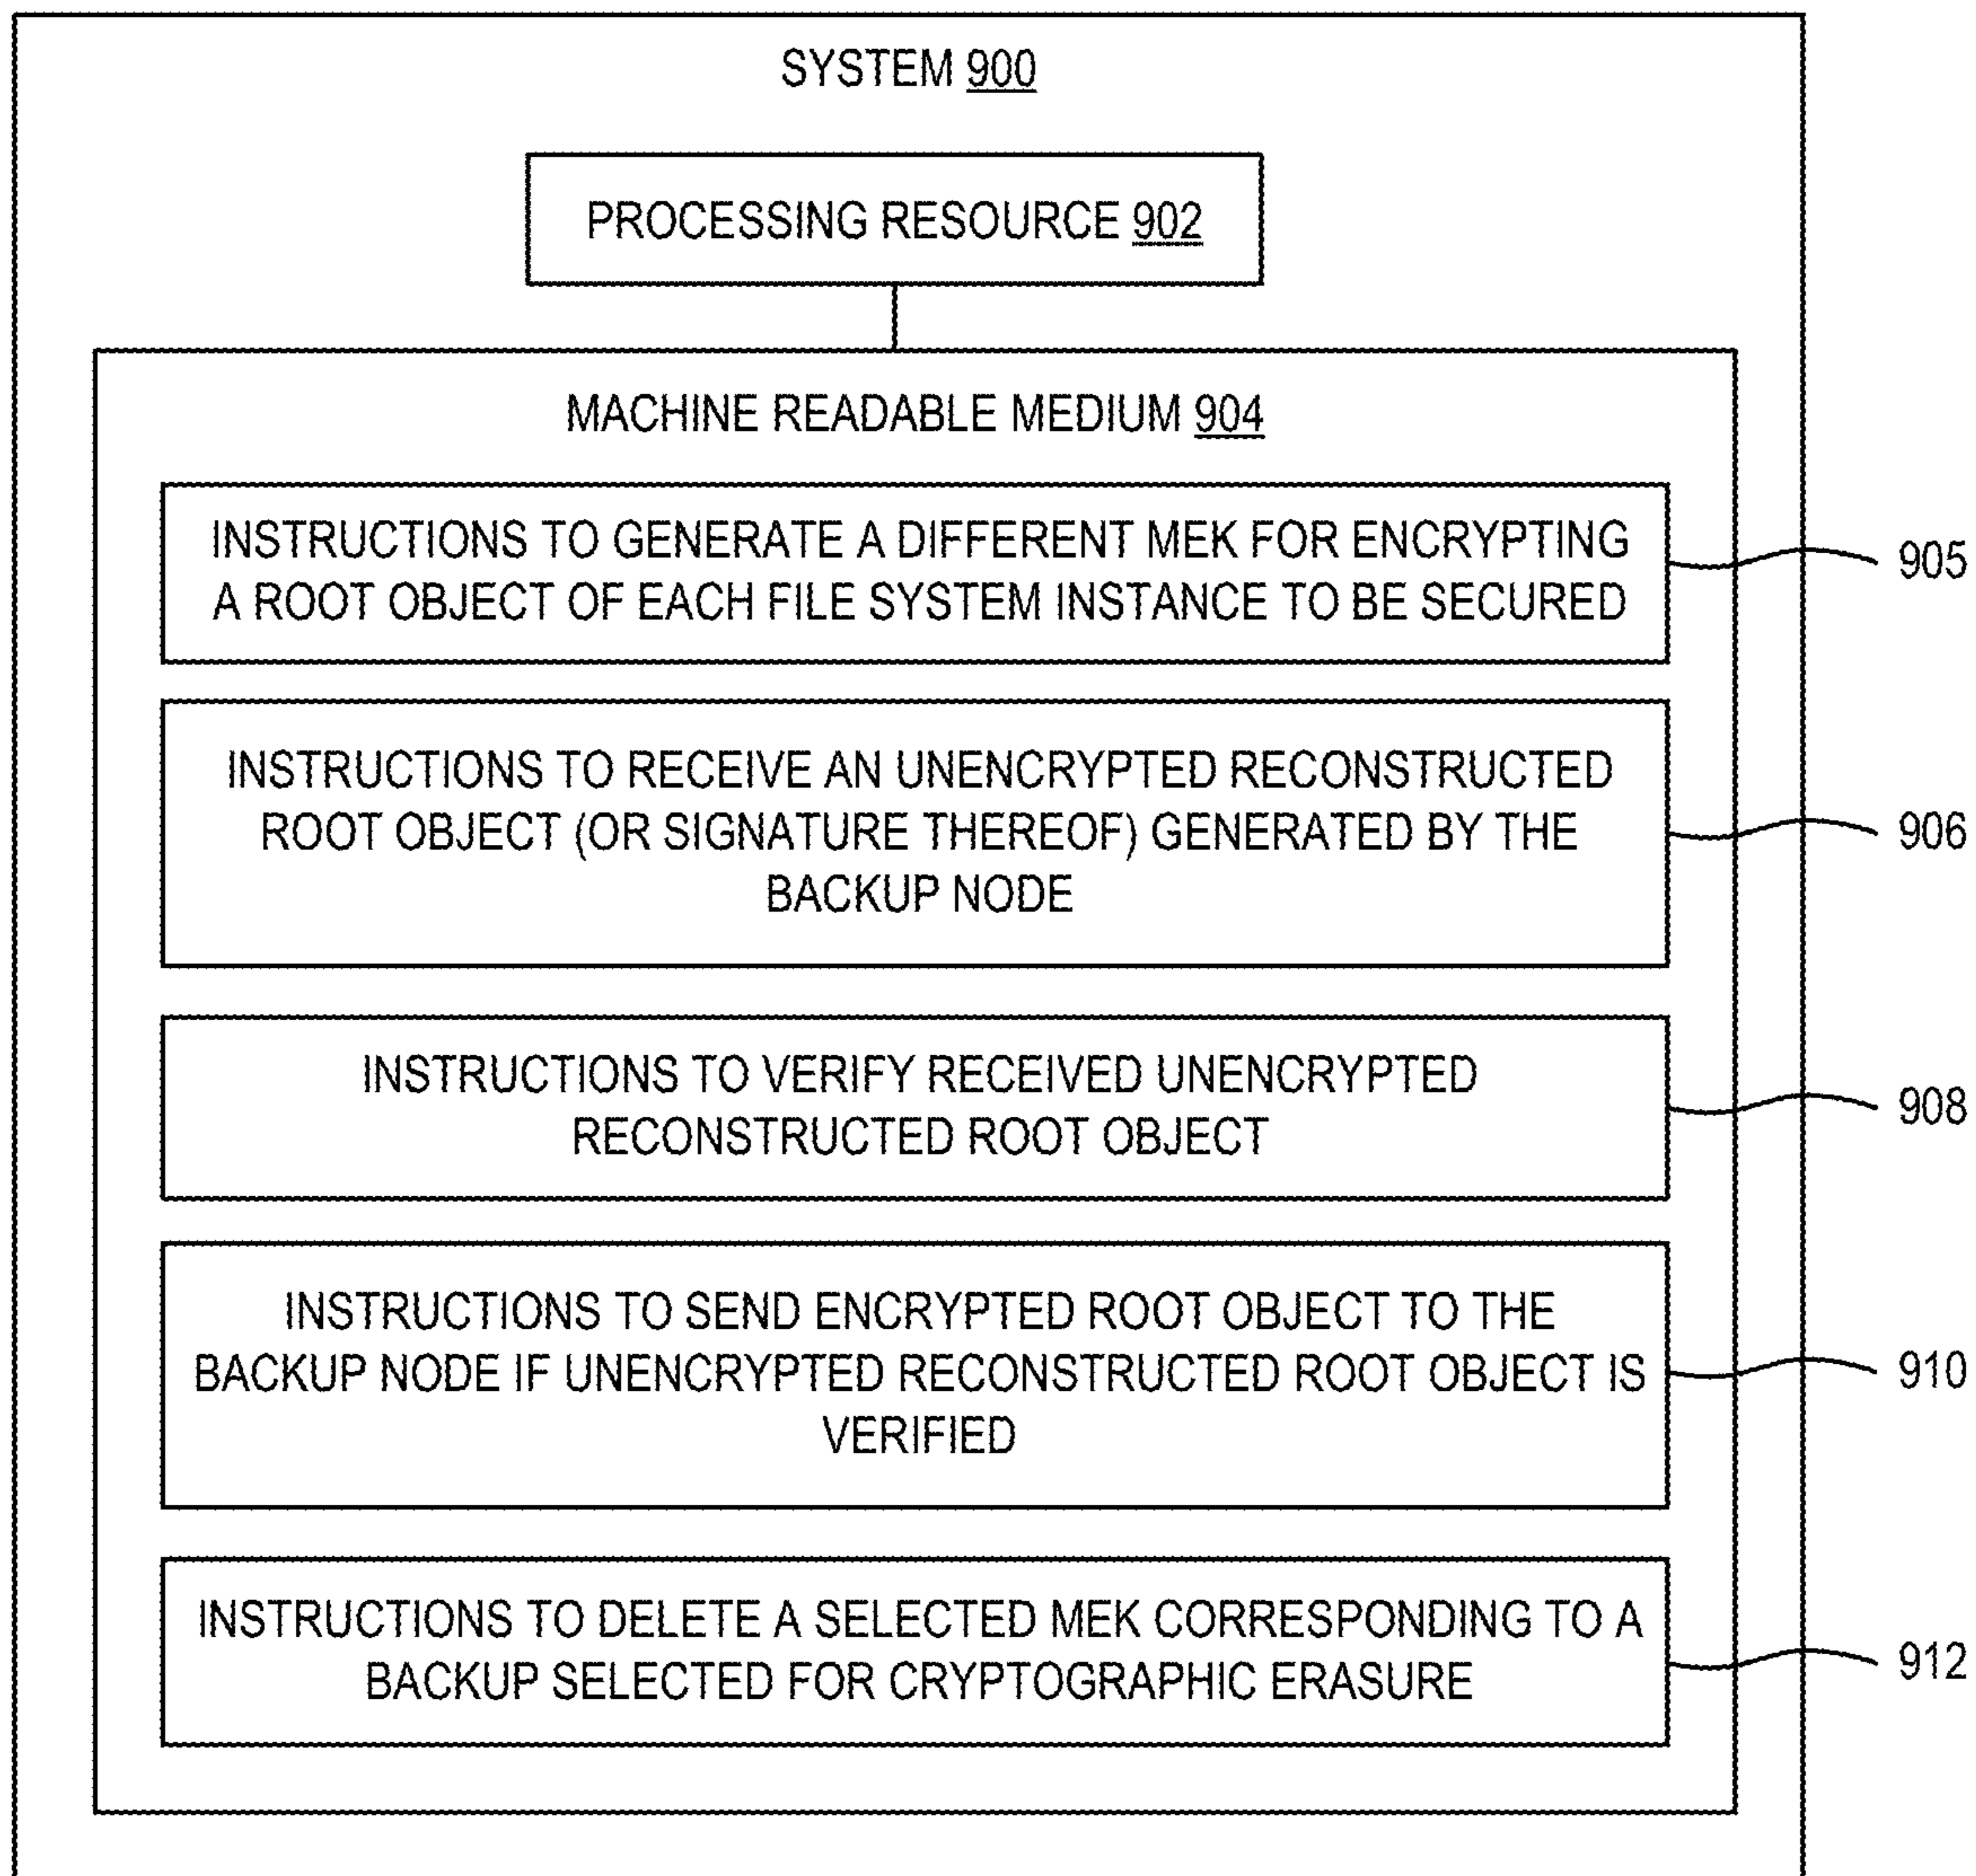 SYSTEM 900
PROCESSING RESOURCE 902
MACHINE READABLE MEDIUM 904
INSTRUCTIONS TO GENERATE A DIFFERENT MEK FOR ENCRYPTING
A ROOT OBJECT OF EACH FILE SYSTEM INSTANCE TO BE SECURED
905
INSTRUCTIONS TO RECEIVE AN UNENCRYPTED RECONSTRUCTED
ROOT OBJECT (OR SIGNATURE THEREOF) GENERATED BY THE
BACKUP NODE
906
INSTRUCTIONS TO VERIFY RECEIVED UNENCRYPTED
RECONSTRUCTED ROOT OBJECT
908
INSTRUCTIONS TO SEND ENCRYPTED ROOT OBJECT TO THE
BACKUP NODE IF UNENCRYPTED RECONSTRUCTED ROOT OBJECT IS
VERIFIED
910
INSTRUCTIONS TO DELETE A SELECTED MEK CORRESPONDING TO A
BACKUP SELECTED FOR CRYPTOGRAPHIC ERASURE
912